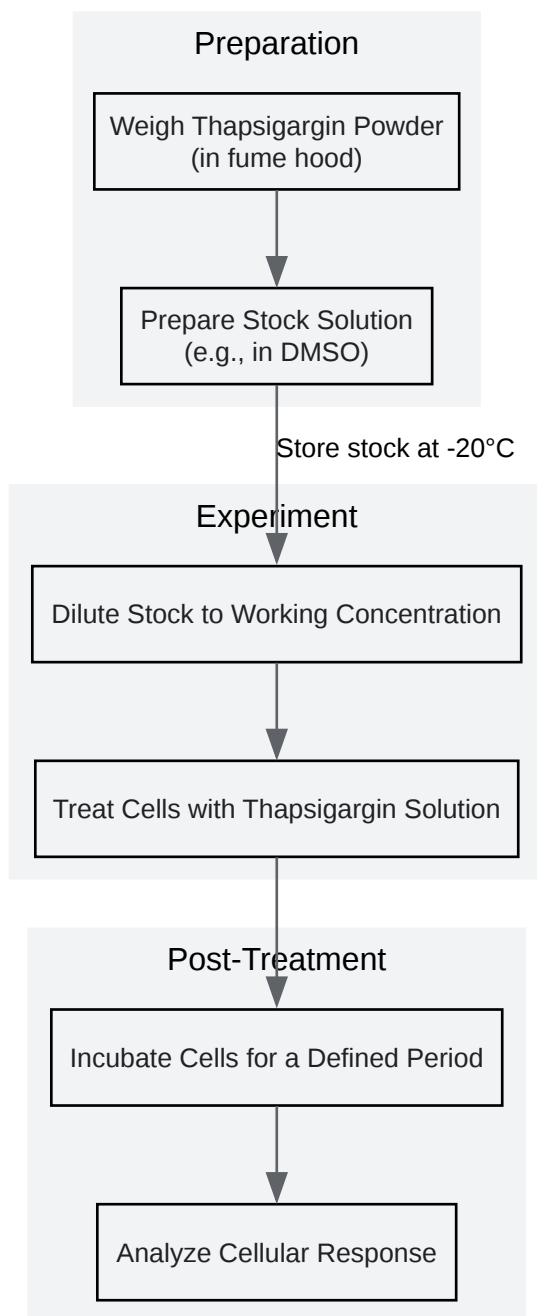 Preparation
Weigh Thapsigargin Powder
(in fume hood)
Prepare Stock Solution
(e.g., in DMSO)
Store stock at -20°C
Experiment
Dilute Stock to Working Concentration
Treat Cells with Thapsigargin Solution
Post-Treatment
Incubate Cells for a Defined Period
Analyze Cellular Response